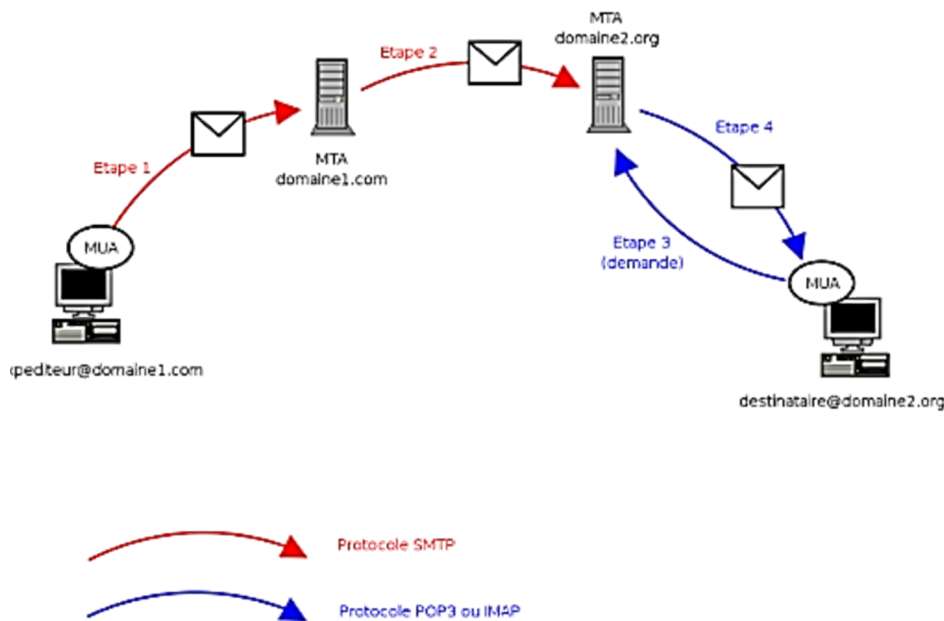 MTA
domaine2.org
Etape 2
Etape 4
MTA
domaine1.com
Etape 1
Etape 3
(demande)
MUA
MUA
pediteur@domaine1.com
destinataire@domaine2.org
Protocole SMTP
Protocole POP3 ou IMAP